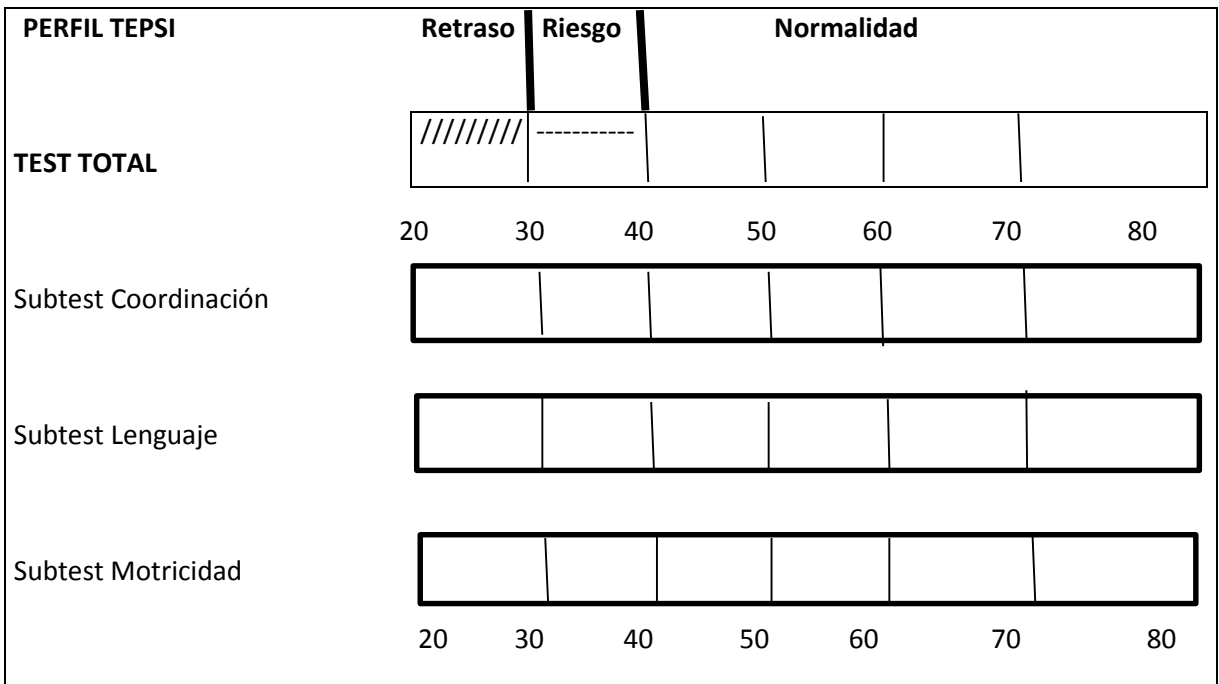 PERFIL TEPSI Retraso Riesgo Normalidad
///////// -----------
TEST TOTAL
20 30 40 50 60 70 80
Subtest Coordinación
Subtest Lenguaje
Subtest Motricidad
20 30 40 50 60 70 80